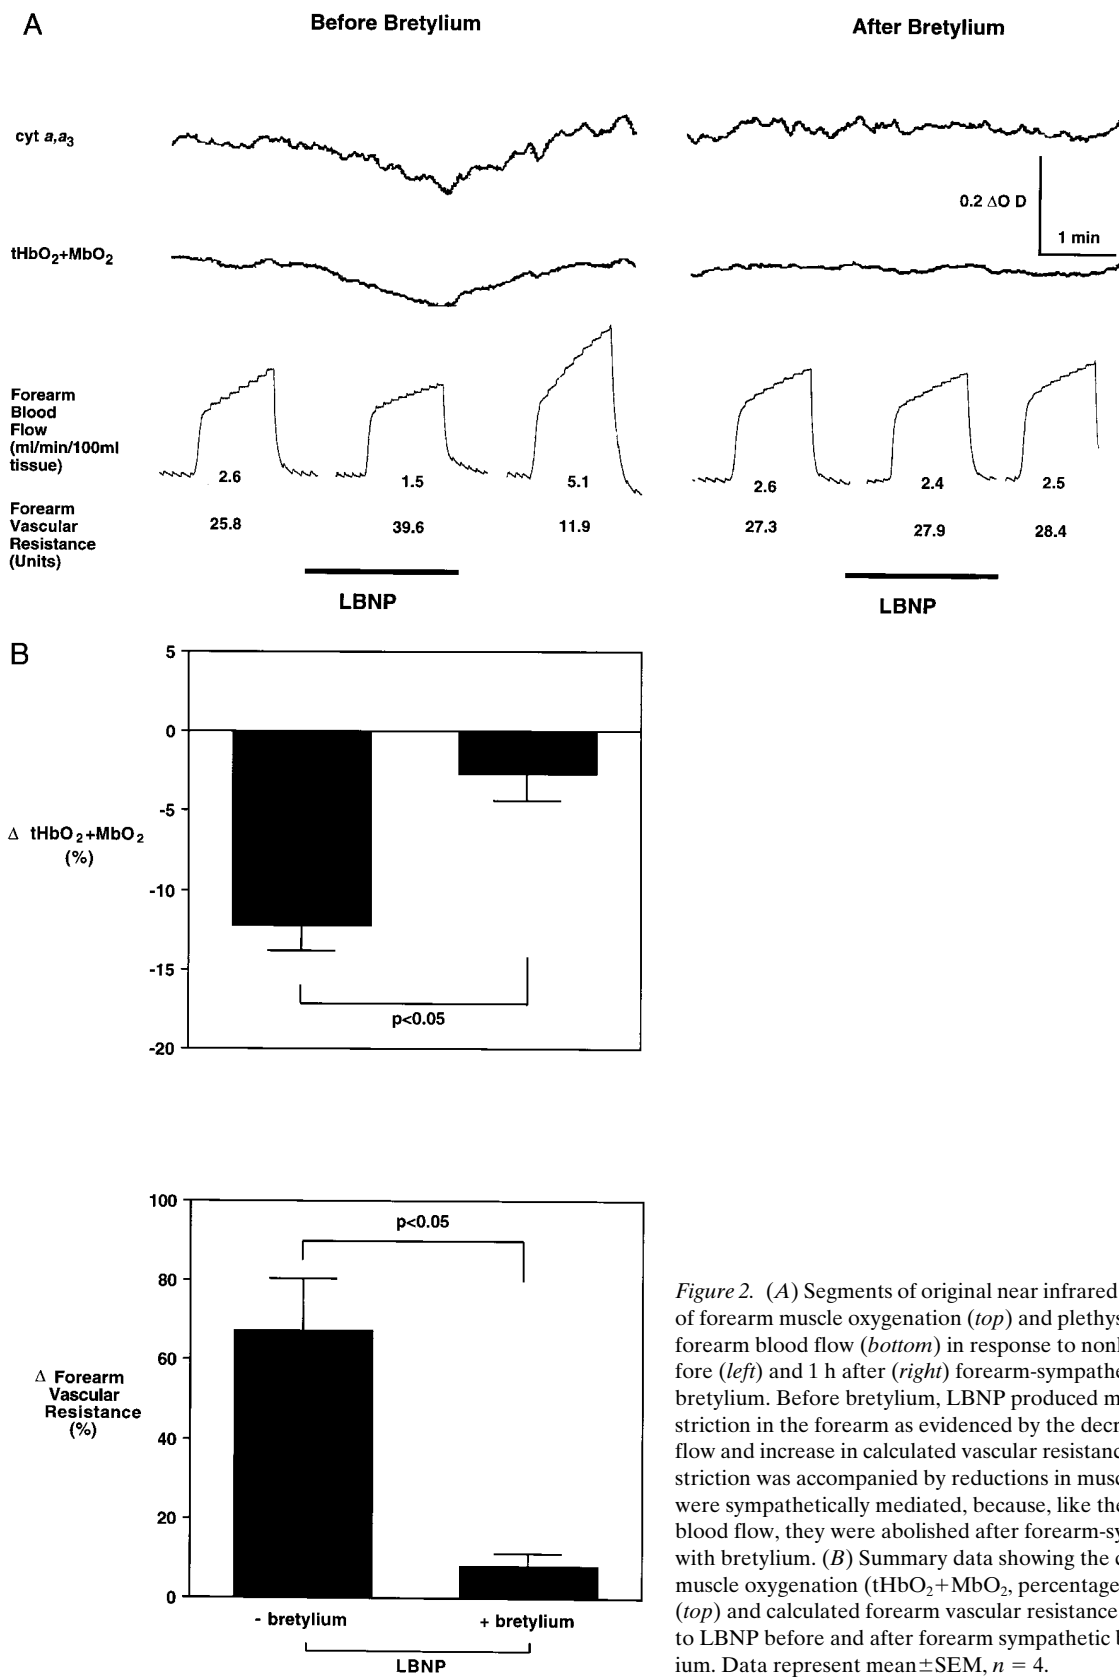 A
Before Bretylium
After Bretylium
cyt a,a3
0.2 ΔO D
1 min
tHbO2+MbO2
Forearm
Blood
Flow
(ml/min/100ml
tissue)
2.6
1.5
5.1
2.6
2.4
2.5
Forearm
Vascular
Resistance
(Units)
25.8
39.6
11.9
27.3
27.9
28.4
LBNP
LBNP
B
5
0
-5
-10
-15
-20
Δ tHbO2+MbO2
(%)
p<0.05
100
80
60
40
20
0
Δ Forearm
Vascular
Resistance
(%)
p<0.05
- bretylium
+ bretylium
LBNP
Figure 2. (A) Segments of original near infrared
of forearm muscle oxygenation (top) and plethys
forearm blood flow (bottom) in response to nonl
fore (left) and 1 h after (right) forearm-sympathe
bretylium. Before bretylium, LBNP produced m
striction in the forearm as evidenced by the decr
flow and increase in calculated vascular resistanc
striction was accompanied by reductions in musc
were sympathetically mediated, because, like the
blood flow, they were abolished after forearm-sy
with bretylium. (B) Summary data showing the c
muscle oxygenation (tHbO2+MbO2, percentage
(top) and calculated forearm vascular resistance
to LBNP before and after forearm sympathetic b
ium. Data represent mean±SEM, n = 4.